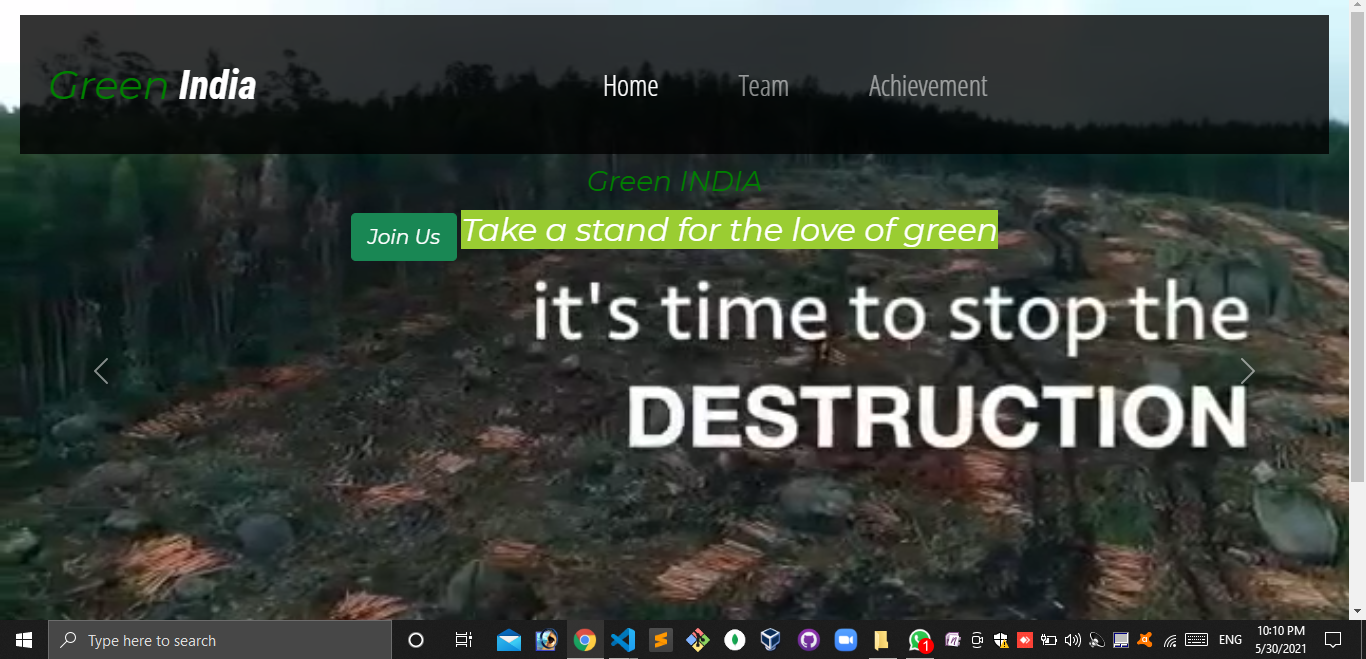 Green India
Home
Team
Achievement
Green INDIA
Join Us
Take a stand for the love of green
it's time to stop the
DESTRUCTION
Type here to search
1
ENG
10:10 PM
5/30/2021